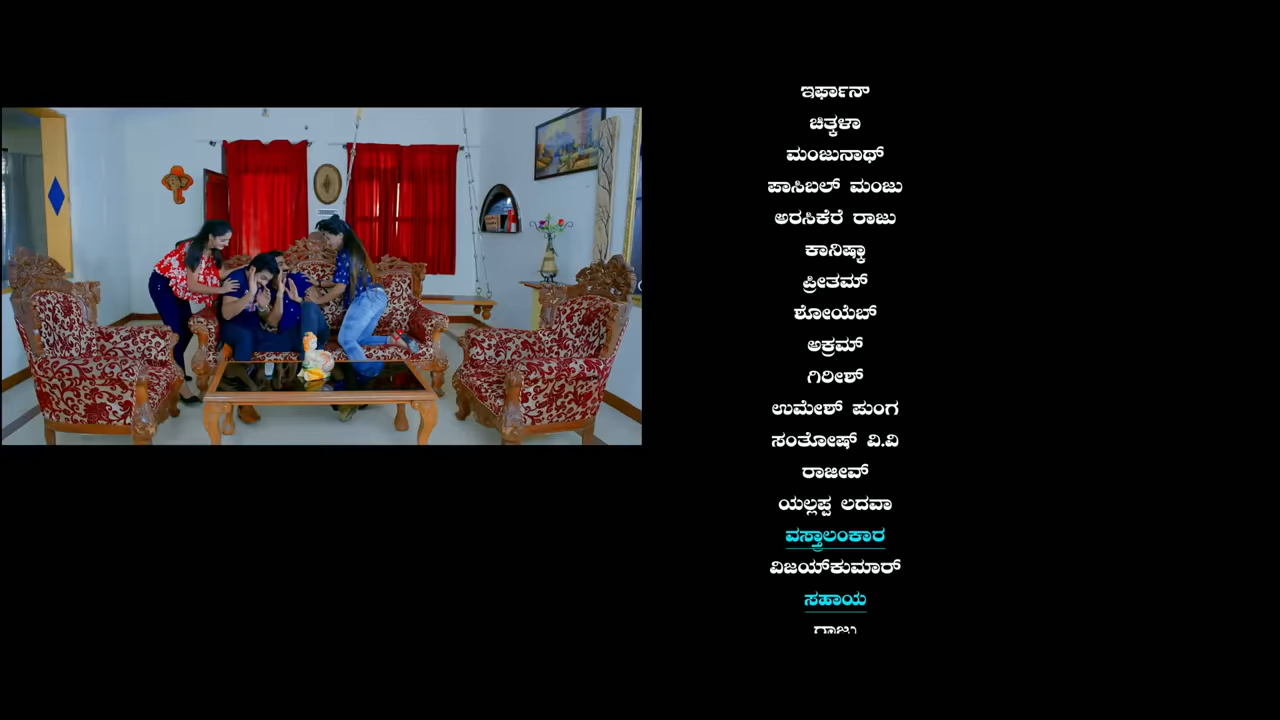 ಇರ್ಫಾನ್
ಚಿತ್ಕಳಾ
ಮಂಜುನಾಥ್
ಪಾಸಿಬಲ್ ಮಂಜು
ಅರಸಿಕೆರೆ ರಾಜು
ಕಾನಿಷ್ಕಾ
ಪ್ರೀತಮ್
ಶೋಯೆಬ್
ಅಕ್ರಮ್
ಗಿರೀಶ್
ಉಮೇಶ್ ಪುಂಗ
ಸಂತೋಷ್ ವಿ.ವಿ
ರಾಜೀವ್
ಯಲ್ಲಪ್ಪ ಲದವಾ
ವಸ್ತ್ರಾಲಂಕಾರ
ವಿಜಯ್‌ಕುಮಾರ್
ಸಹಾಯ